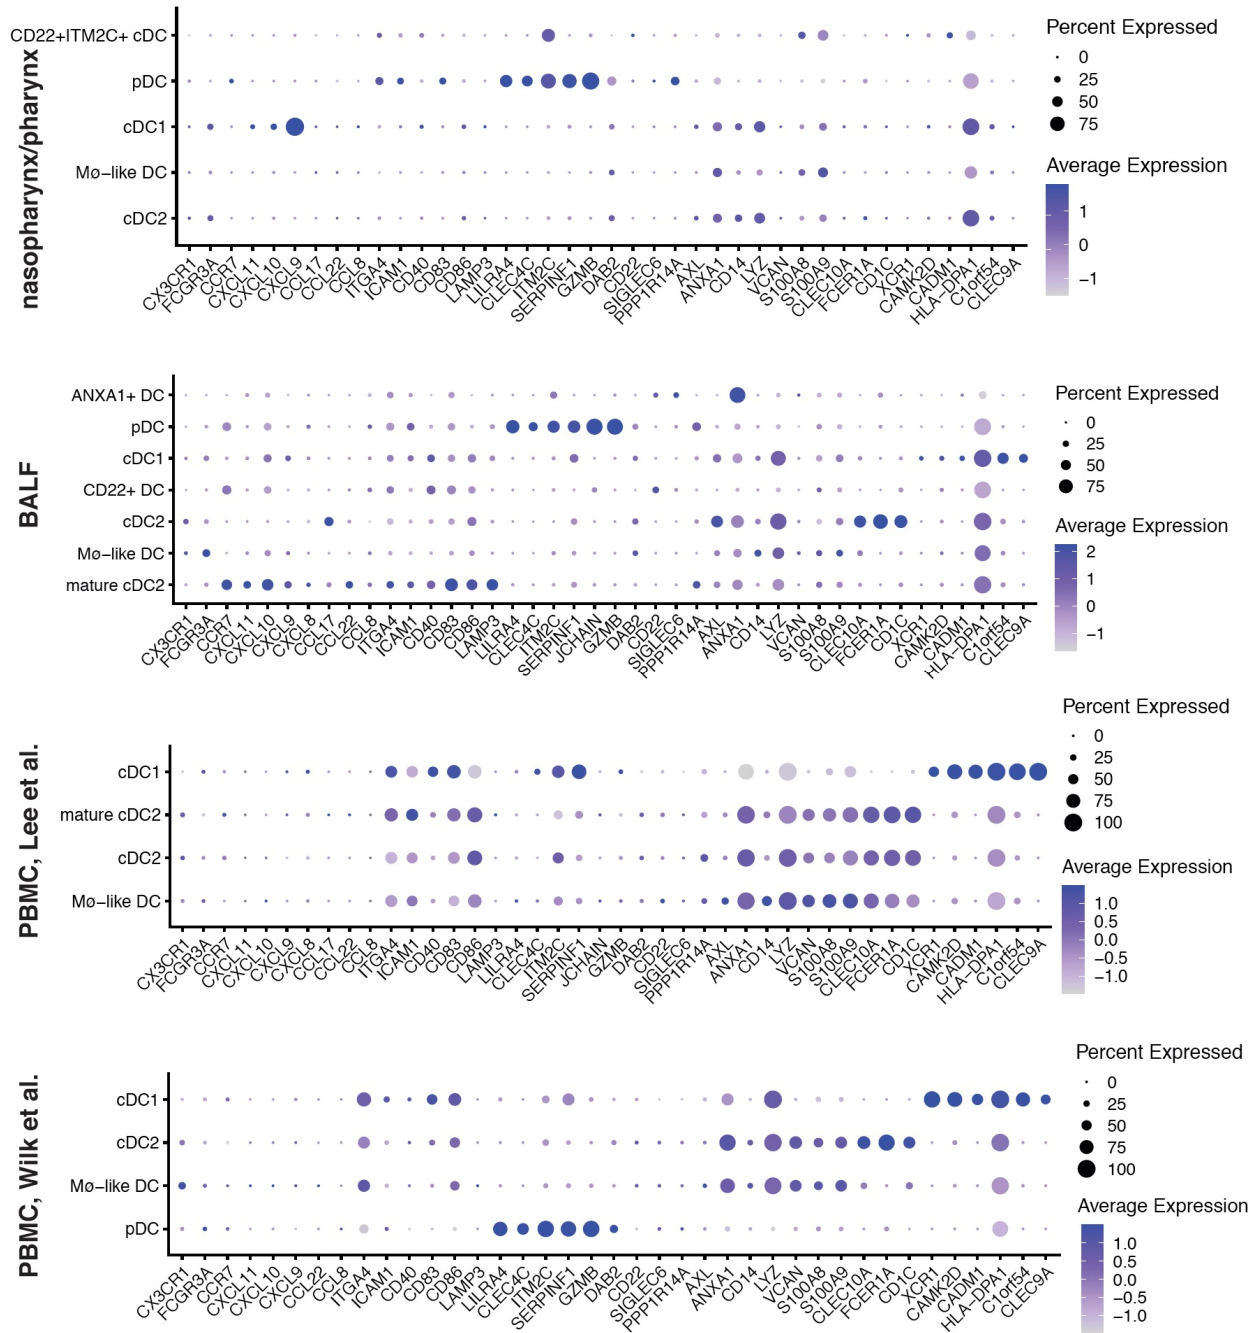 nasopharynx/pharynx
CD22+ITM2C+ cDC
pDC
cDC1
Mø−like DC
cDC2
CX3CR1
FCGR3A
CCR7
CXCL11
CXCL10
CXCL9
CCL17
CCL22
CCL8
ITGA4
ICAM1
CD40
CD83
CD86
LAMP3
LILRA4
CLEC4C
ITM2C
SERPINF1
GZMB
DAB2
CD22
SIGLEC6
PPP1R14A
AXL
ANXA1
CD14
LYZ
VCAN
S100A8
S100A9
CLEC10A
FCER1A
CD1C
XCR1
CAMK2D
CADM1
HLA−DPA1
C1orf54
CLEC9A
Percent Expressed
0
25
50
75
Average Expression
1
0
−1
BALF
ANXA1+ DC
pDC
cDC1
CD22+ DC
cDC2
Mø−like DC
mature cDC2
CX3CR1
FCGR3A
CCR7
CXCL11
CXCL10
CXCL9
CXCL8
CCL17
CCL22
CCL8
ITGA4
ICAM1
CD40
CD83
CD86
LAMP3
LILRA4
CLEC4C
ITM2C
SERPINF1
JCHAIN
GZMB
DAB2
CD22
SIGLEC6
PPP1R14A
AXL
ANXA1
CD14
LYZ
VCAN
S100A8
S100A9
CLEC10A
FCER1A
CD1C
XCR1
CAMK2D
CADM1
HLA−DPA1
C1orf54
CLEC9A
Percent Expressed
0
25
50
75
Average Expression
2
1
0
−1
PBMC, Lee et al.
cDC1
mature cDC2
cDC2
Mø−like DC
CX3CR1
FCGR3A
CCR7
CXCL11
CXCL10
CXCL9
CXCL8
CCL17
CCL22
CCL8
ITGA4
ICAM1
CD40
CD83
CD86
LAMP3
LILRA4
CLEC4C
ITM2C
SERPINF1
JCHAIN
GZMB
DAB2
CD22
SIGLEC6
PPP1R14A
AXL
ANXA1
CD14
LYZ
VCAN
S100A8
S100A9
CLEC10A
FCER1A
CD1C
XCR1
CAMK2D
CADM1
HLA−DPA1
C1orf54
CLEC9A
Percent Expressed
0
25
50
75
100
Average Expression
1.0
0.5
0.0
−0.5
−1.0
PBMC, Wilk et al.
cDC1
cDC2
Mø−like DC
pDC
CX3CR1
FCGR3A
CCR7
CXCL11
CXCL10
CXCL9
CCL22
CCL8
ITGA4
ICAM1
CD40
CD83
CD86
LAMP3
LILRA4
CLEC4C
ITM2C
SERPINF1
GZMB
DAB2
CD22
SIGLEC6
PPP1R14A
AXL
ANXA1
CD14
LYZ
VCAN
S100A8
S100A9
CLEC10A
FCER1A
CD1C
XCR1
CAMK2D
CADM1
HLA−DPA1
C1orf54
CLEC9A
Percent Expressed
0
25
50
75
100
Average Expression
1.0
0.5
0.0
−0.5
−1.0